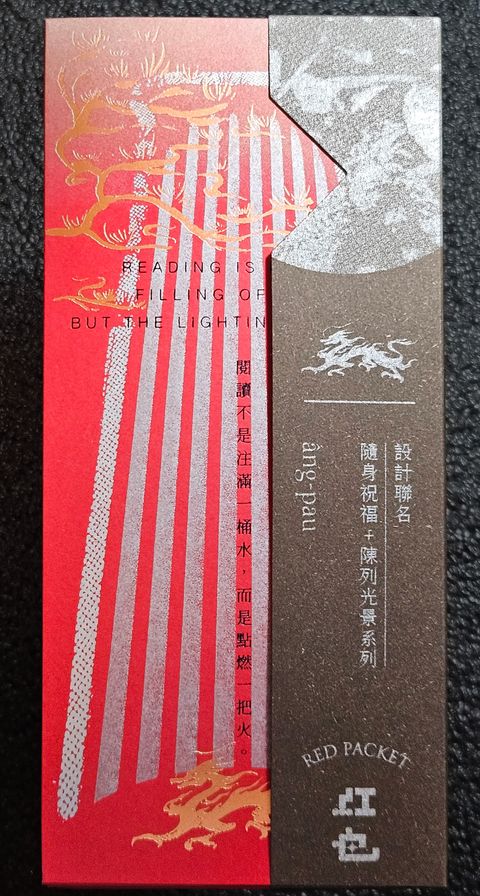 READING IS
FILLING OF
BUT THE LIGHTIN
閱讀不是注滿一桶水，而是點燃一把火。
設計聯名
隨身祝福+陳列光景系列
âng-pau
RED PACKET
红包